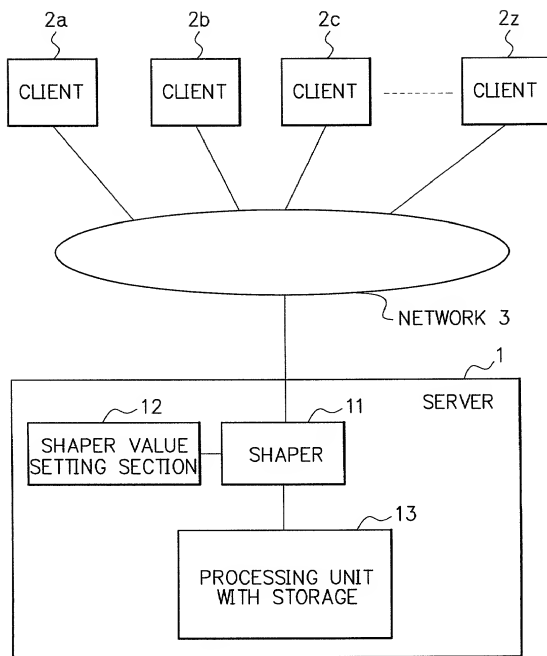 2a 2b 2c 2z
CLIENT CLIENT CLIENT CLIENT
NETWORK 3
1
SERVER
12 11
SHAPER VALUE
SETTING SECTION
SHAPER
13
PROCESSING UNIT
WITH STORAGE